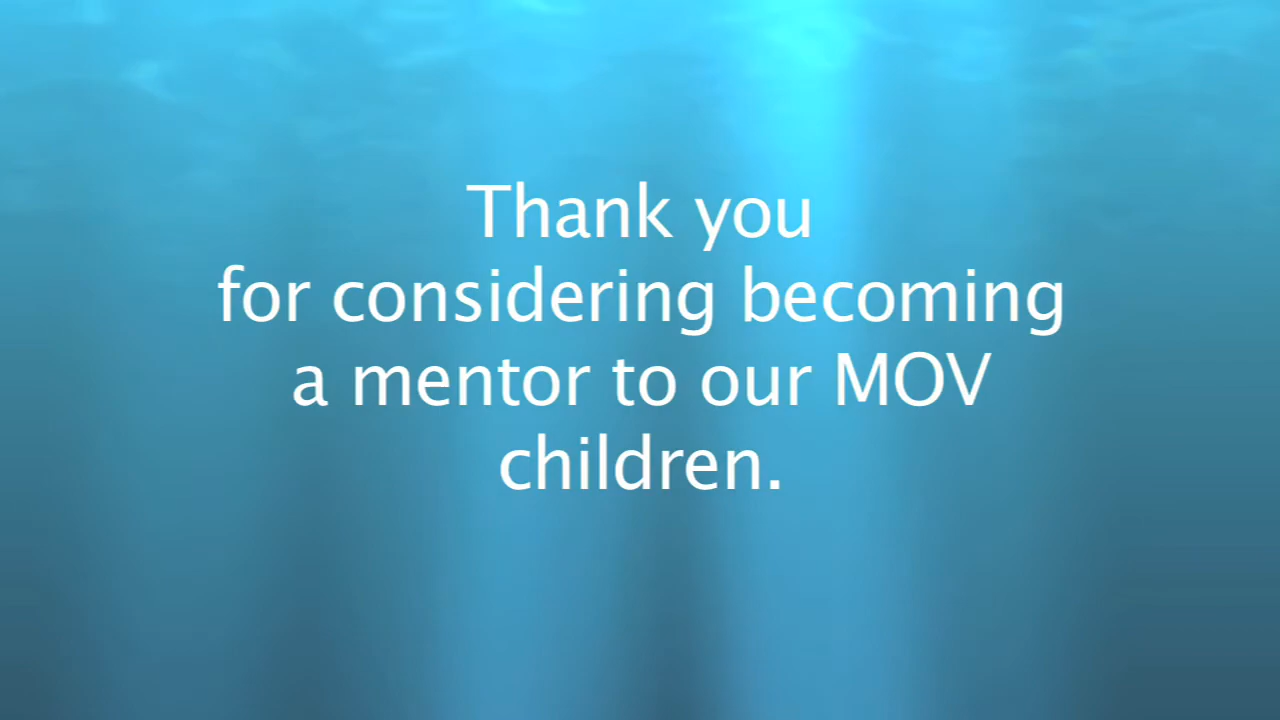 Thank you
for considering becoming
a mentor to our MOV
children.